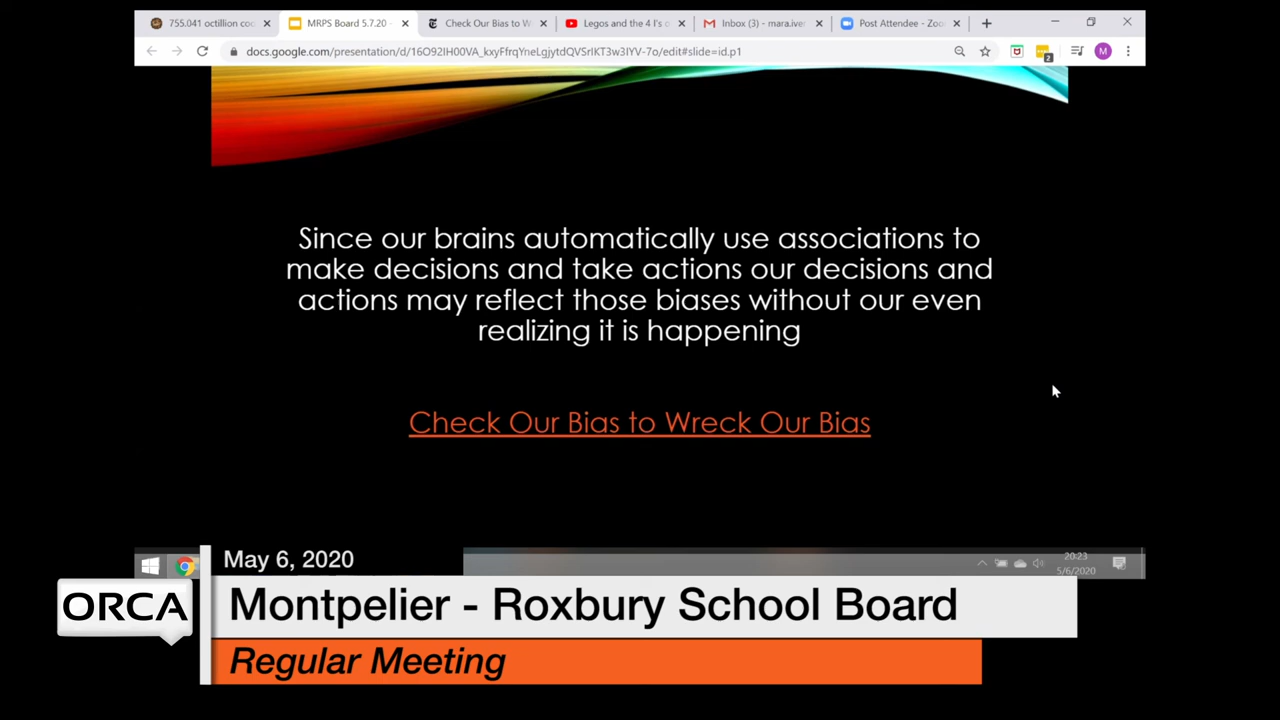 755.041 octillion coo
MRPS Board 5.7.20 -
Check Our Bias to W
Legos and the 4 I's o
Inbox (3) - mara.iver
Post Attendee - Zoo
docs.google.com/presentation/d/16O92IH00VA_kxyFfrqYneLgjytdQVSrIKT3w3IYV-7o/edit#slide=id.p1
2
M
Since our brains automatically use associations to
make decisions and take actions our decisions and
actions may reflect those biases without our even
realizing it is happening
Check Our Bias to Wreck Our Bias
20:23
5/6/2020
May 6, 2020
ORCA
Montpelier - Roxbury School Board
Regular Meeting